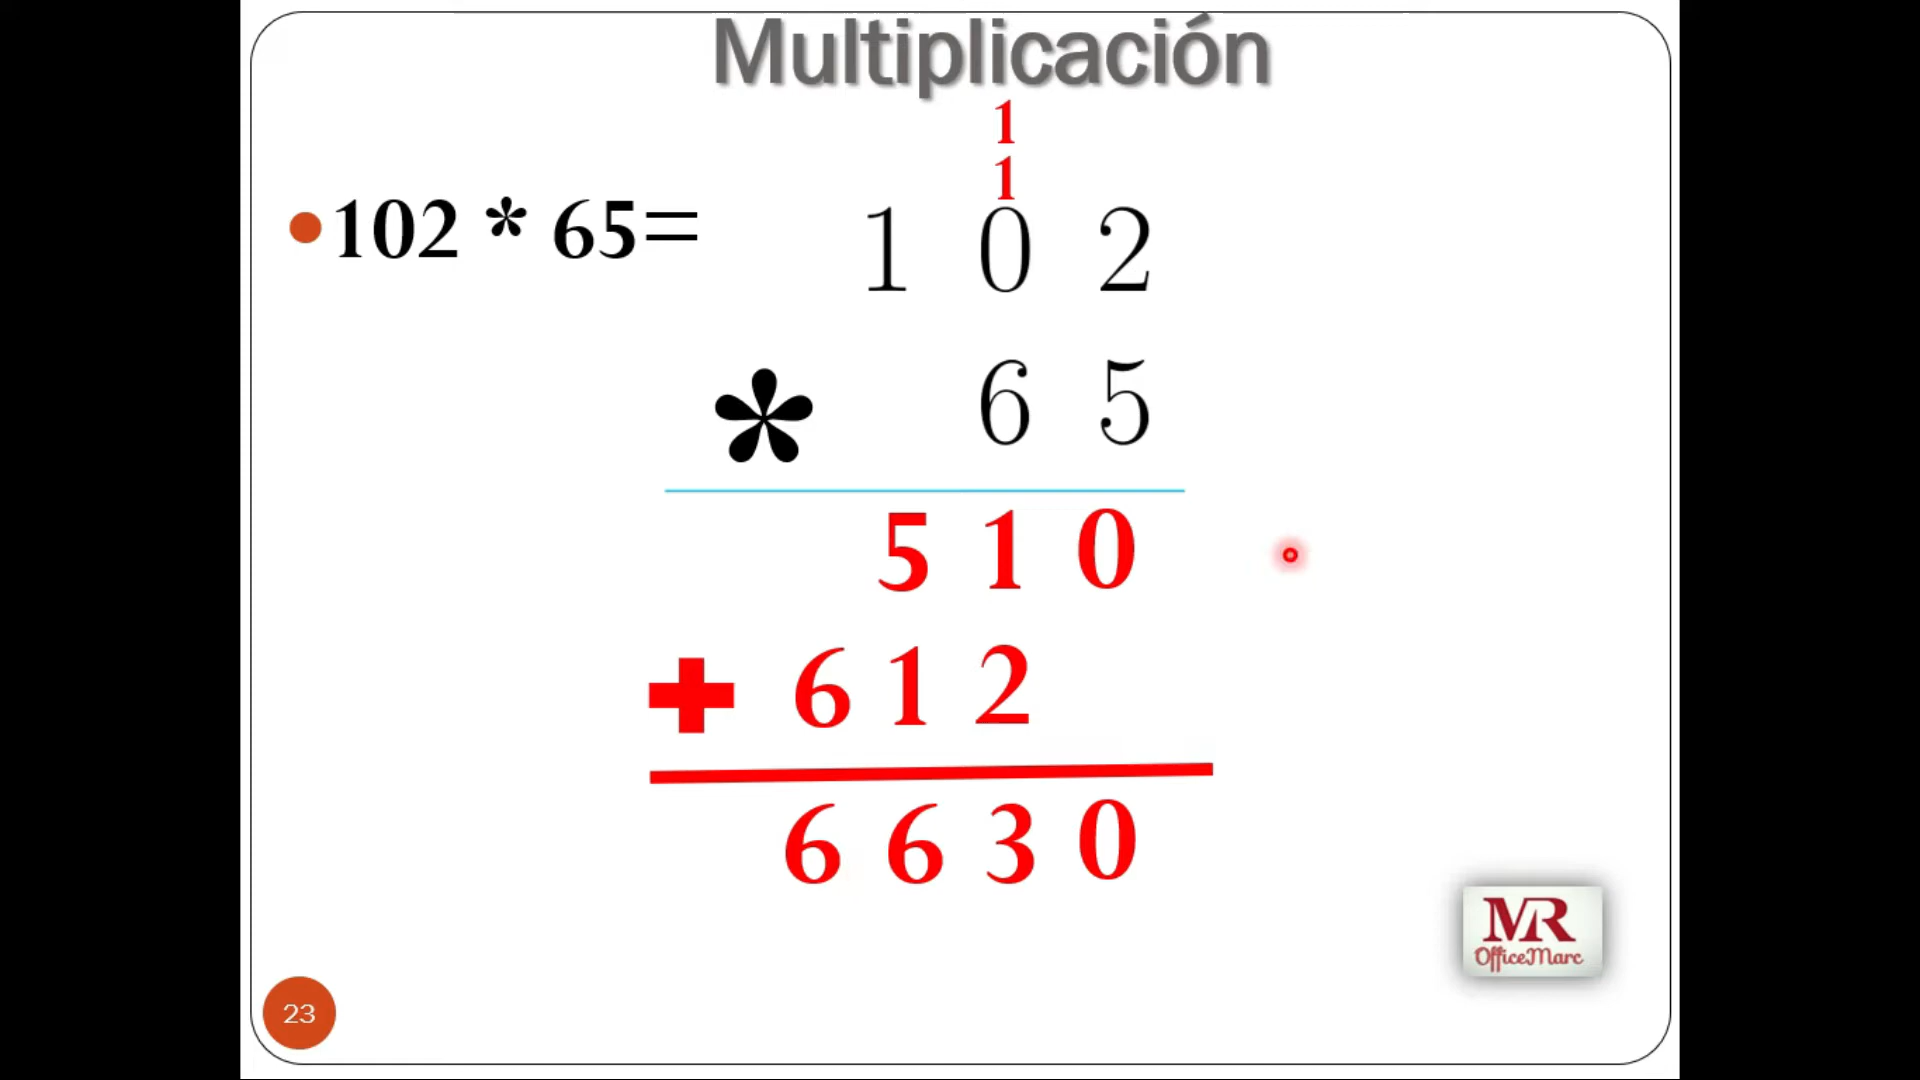 Multiplicación
1
1
102 * 65=
1 0 2
* 6 5
5 1 0
+ 6 1 2
6 6 3 0
MR
OfficeMarc
23